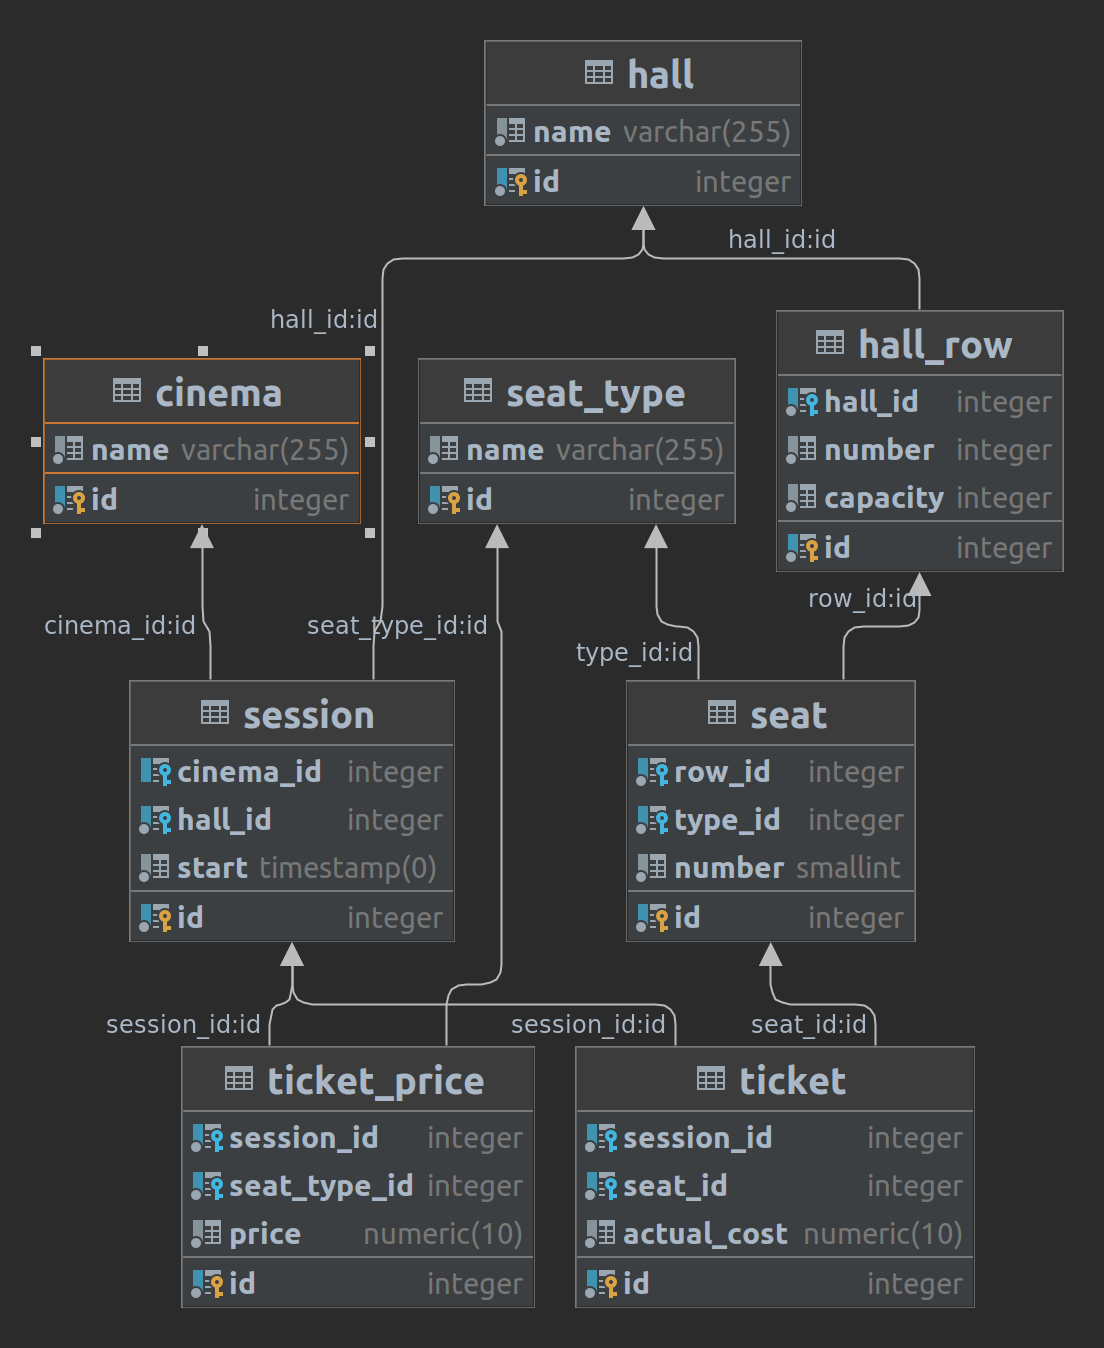 hall
name varchar(255)
id integer
hall_id:id
hall_id:id
cinema
name varchar(255)
id integer
seat_type
name varchar(255)
id integer
hall_row
hall_id integer
number integer
capacity integer
id integer
cinema_id:id
seat_type_id:id
type_id:id
row_id:id
session
cinema_id integer
hall_id integer
start timestamp(0)
id integer
seat
row_id integer
type_id integer
number smallint
id integer
session_id:id
session_id:id
seat_id:id
ticket_price
session_id integer
seat_type_id integer
price numeric(10)
id integer
ticket
session_id integer
seat_id integer
actual_cost numeric(10)
id integer